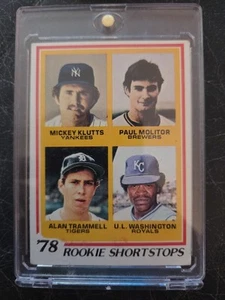 MICKEY KLUTTS
YANKEES
PAUL MOLITOR
BREWERS
ALAN TRAMMELL
TIGERS
U.L. WASHINGTON
ROYALS
'78 ROOKIE SHORTSTOPS